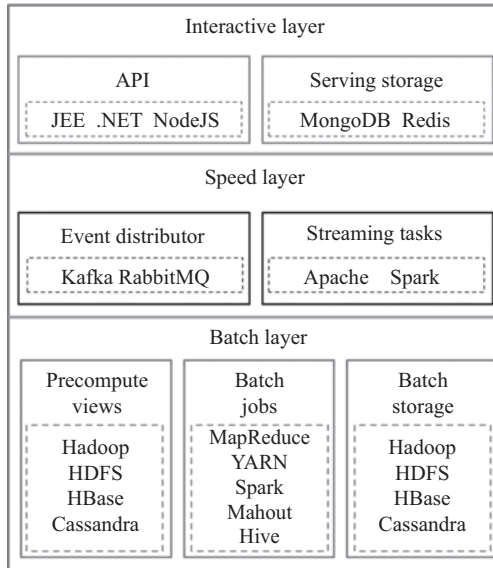 Interactive layer
API
JEE .NET NodeJS
Serving storage
MongoDB Redis
Speed layer
Event distributor
Kafka RabbitMQ
Streaming tasks
Apache Spark
Batch layer
Precompute
views
Hadoop
HDFS
HBase
Cassandra
Batch
jobs
MapReduce
YARN
Spark
Mahout
Hive
Batch
storage
Hadoop
HDFS
HBase
Cassandra